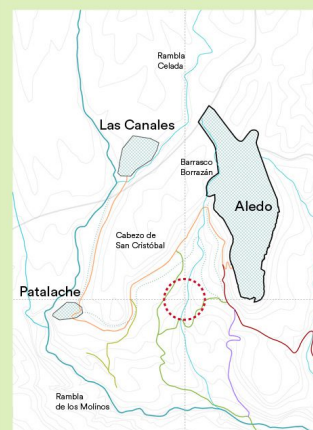 Rambla
Celada
Las Canales
Barrasco
Borrazán
Aledo
Cabezo de
San Cristóbal
Patalache
Rambla
de los Molinos